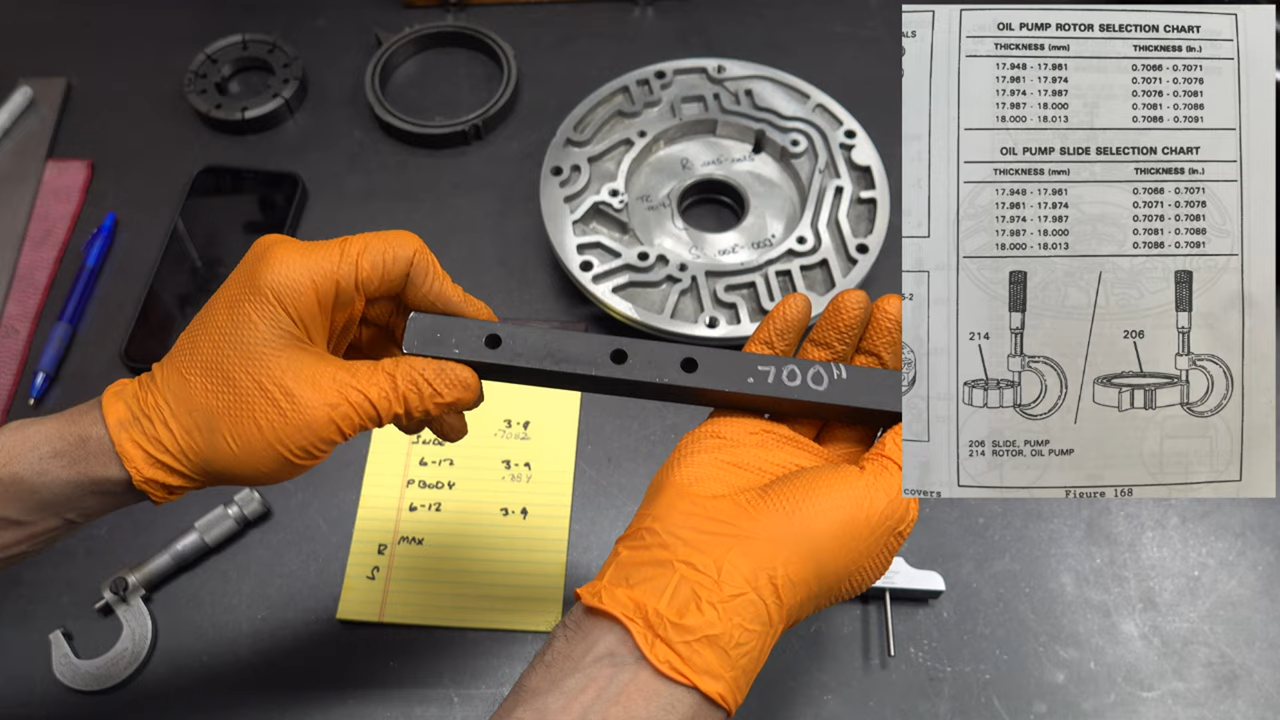 .700"
3-9
.7082
SLIDE
6-12 3-9
P BODY
6-12 3-9
MAX
R
S
ALS
OIL PUMP ROTOR SELECTION CHART
THICKNESS (mm) THICKNESS (in.)
17.948 - 17.961 0.7066 - 0.7071
17.961 - 17.974 0.7071 - 0.7076
17.974 - 17.987 0.7076 - 0.7081
17.987 - 18.000 0.7081 - 0.7086
18.000 - 18.013 0.7086 - 0.7091
OIL PUMP SLIDE SELECTION CHART
THICKNESS (mm) THICKNESS (in.)
17.948 - 17.961 0.7066 - 0.7071
17.961 - 17.974 0.7071 - 0.7076
17.974 - 17.987 0.7076 - 0.7081
17.987 - 18.000 0.7081 - 0.7086
18.000 - 18.013 0.7086 - 0.7091
214 206
206 SLIDE, PUMP
214 ROTOR, OIL PUMP
covers Figure 168